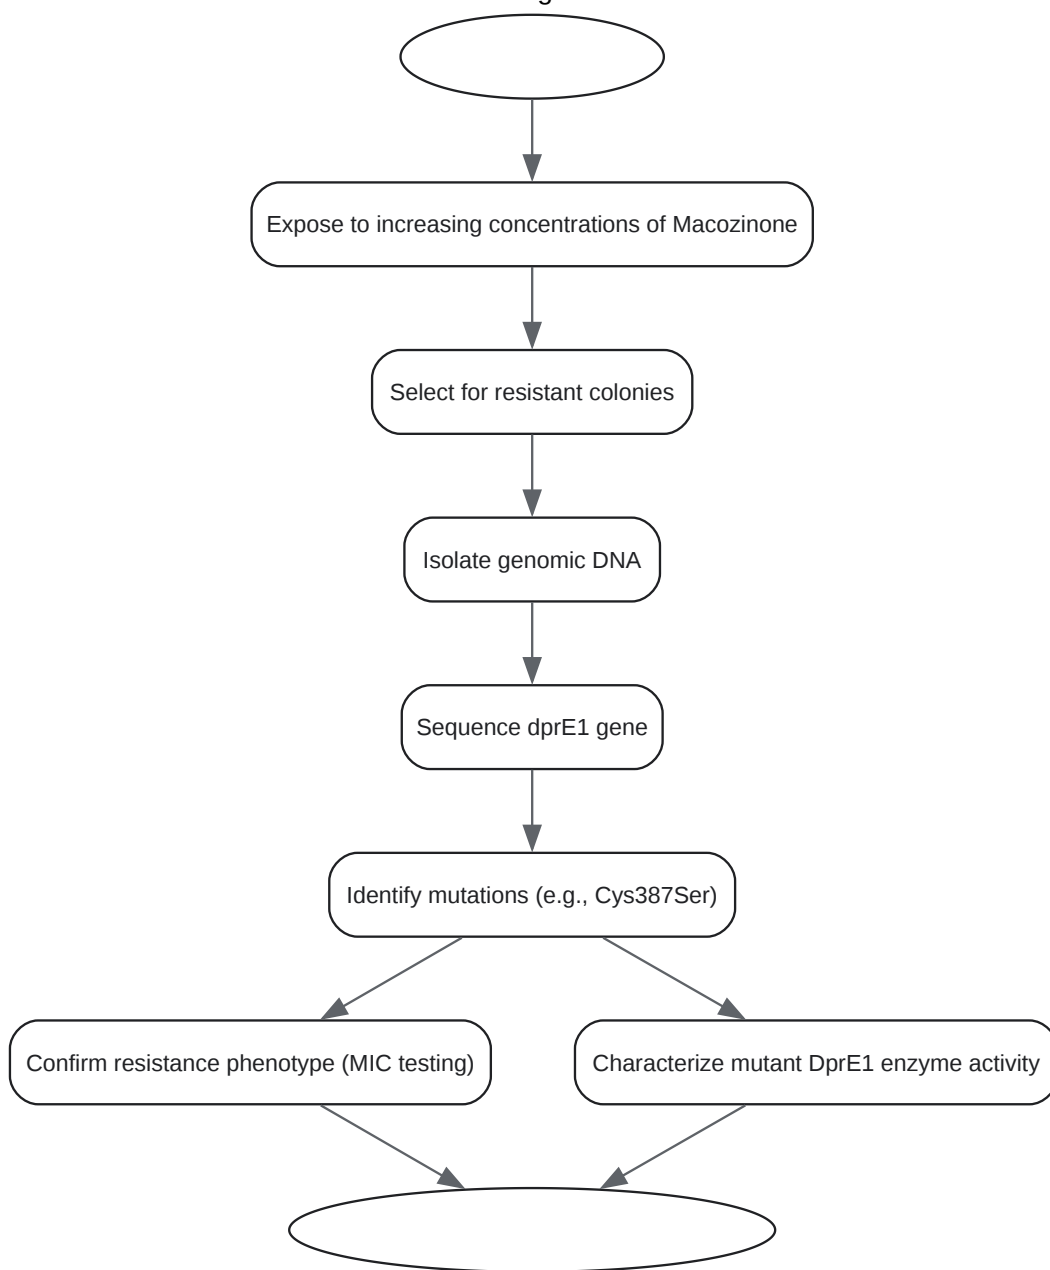 Expose to increasing concentrations of Macozinone
Select for resistant colonies
Isolate genomic DNA
Sequence dprE1 gene
Identify mutations (e.g., Cys387Ser)
Confirm resistance phenotype (MIC testing)
Characterize mutant DprE1 enzyme activity